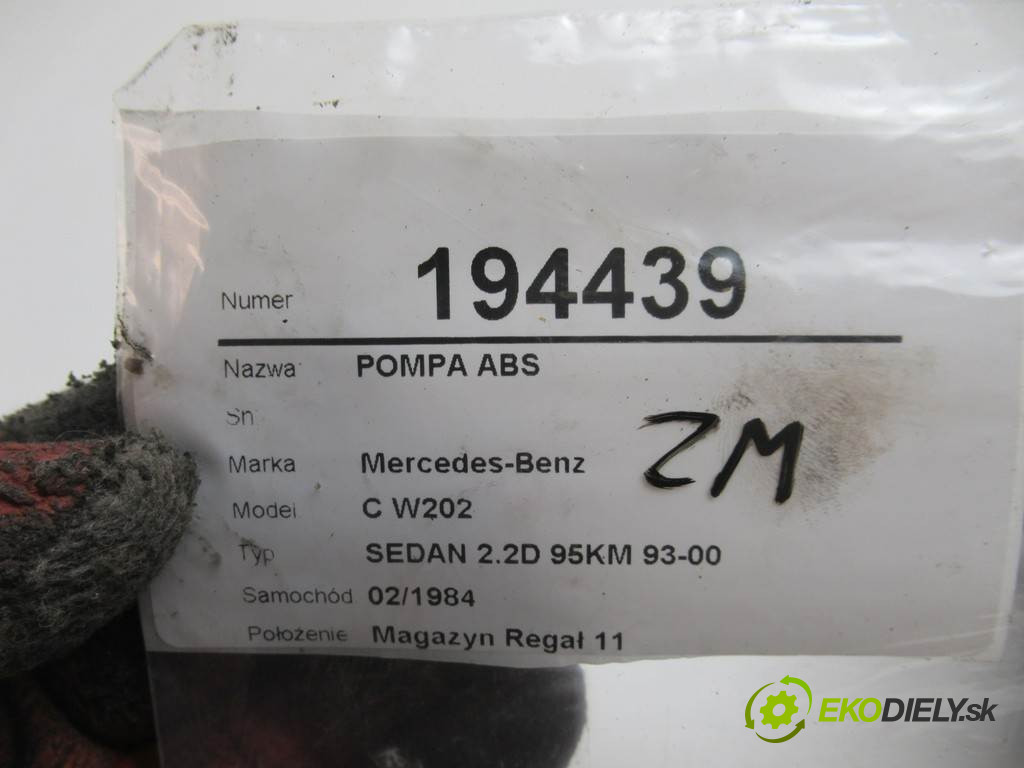 Numer 194439
Nazwa POMPA ABS
Sn
Marka Mercedes-Benz
ZM
Model C W202
Typ SEDAN 2.2D 95KM 93-00
Samochód 02/1984
Położenie Magazyn Regał 11
EKODIELY.sk